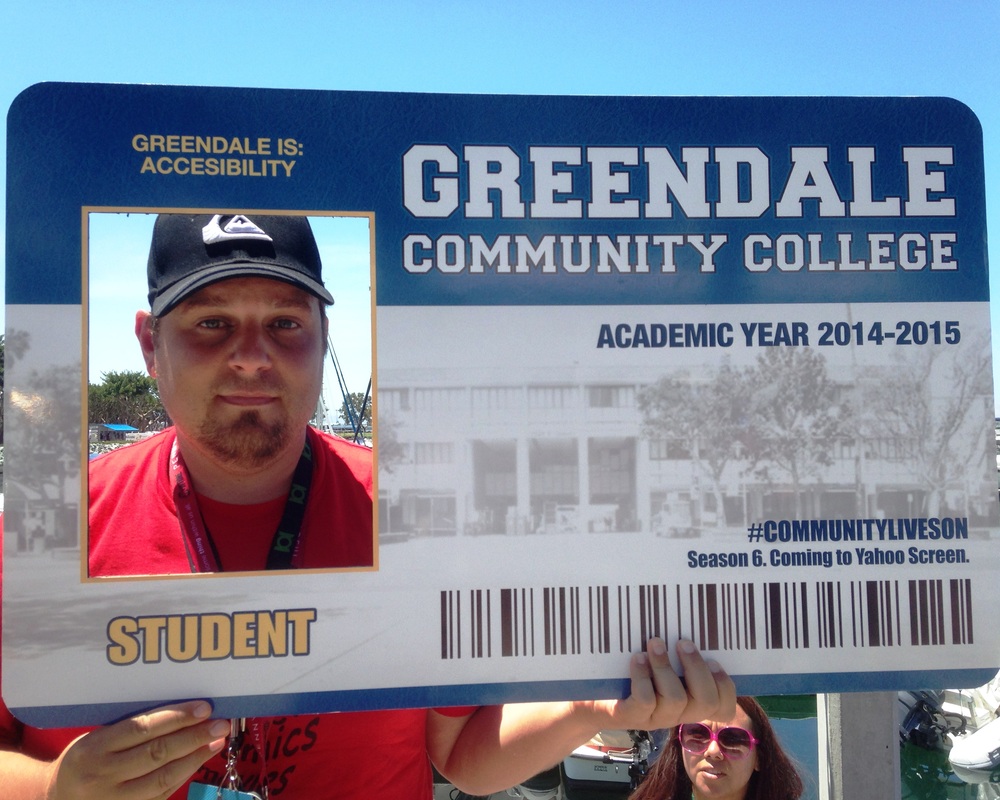 GREENDALE IS:
ACCESIBILITY
GREENDALE
COMMUNITY COLLEGE
ACADEMIC YEAR 2014-2015
#COMMUNITYLIVESON
Season 6. Coming to Yahoo Screen.
STUDENT